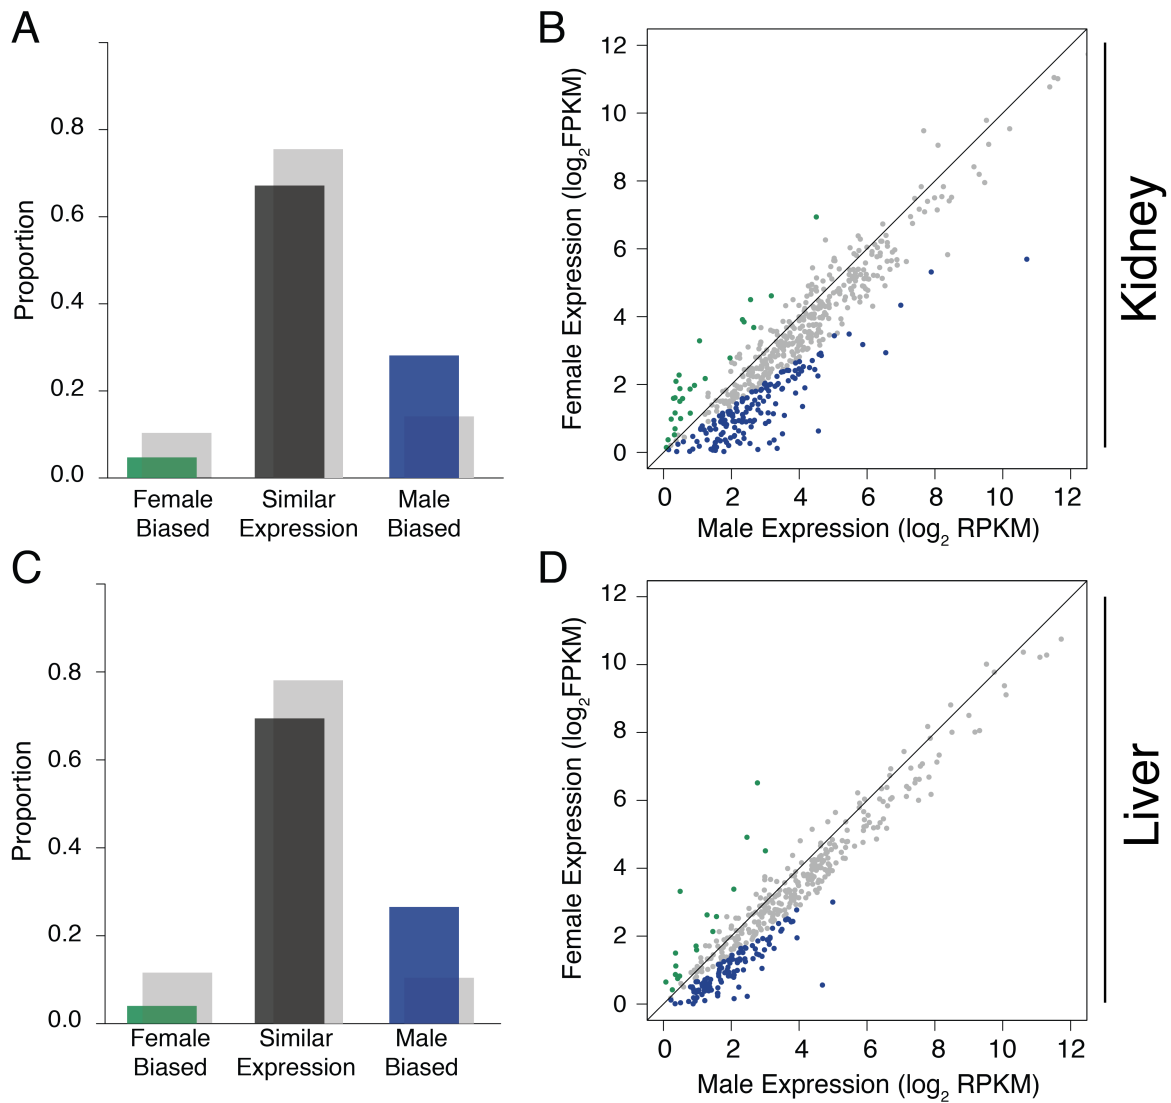 A
Proportion
0.8
0.6
0.4
0.2
0.0
Female
Biased
Similar
Expression
Male
Biased
B
Female Expression (log2FPKM)
12
10
8
6
4
2
0
0 2 4 6 8 10 12
Male Expression (log2 RPKM)
Kidney
C
Proportion
0.8
0.6
0.4
0.2
0.0
Female
Biased
Similar
Expression
Male
Biased
D
Female Expression (log2FPKM)
12
10
8
6
4
2
0
0 2 4 6 8 10 12
Male Expression (log2 RPKM)
Liver